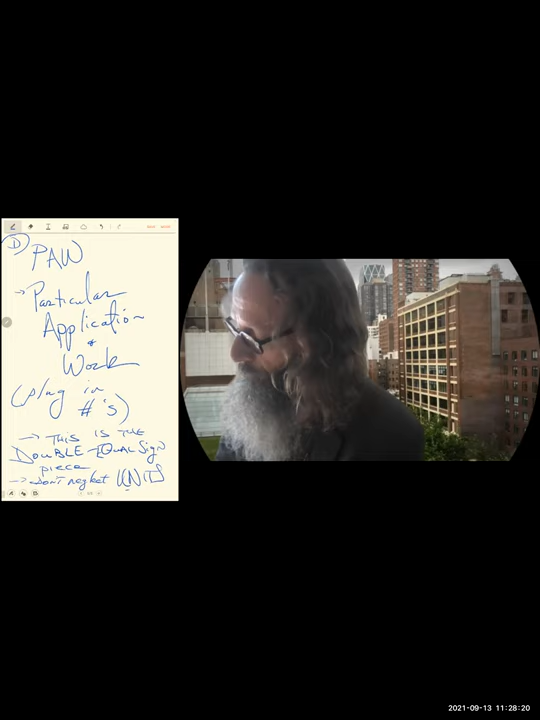 D) PAW
→ Particular
Application
+
Work
(plug in
#'s)
→ THIS IS THE
DOUBLE-EQUAL Sign
piece
→ don't neglect UNITS
2021-09-13 11:28:20